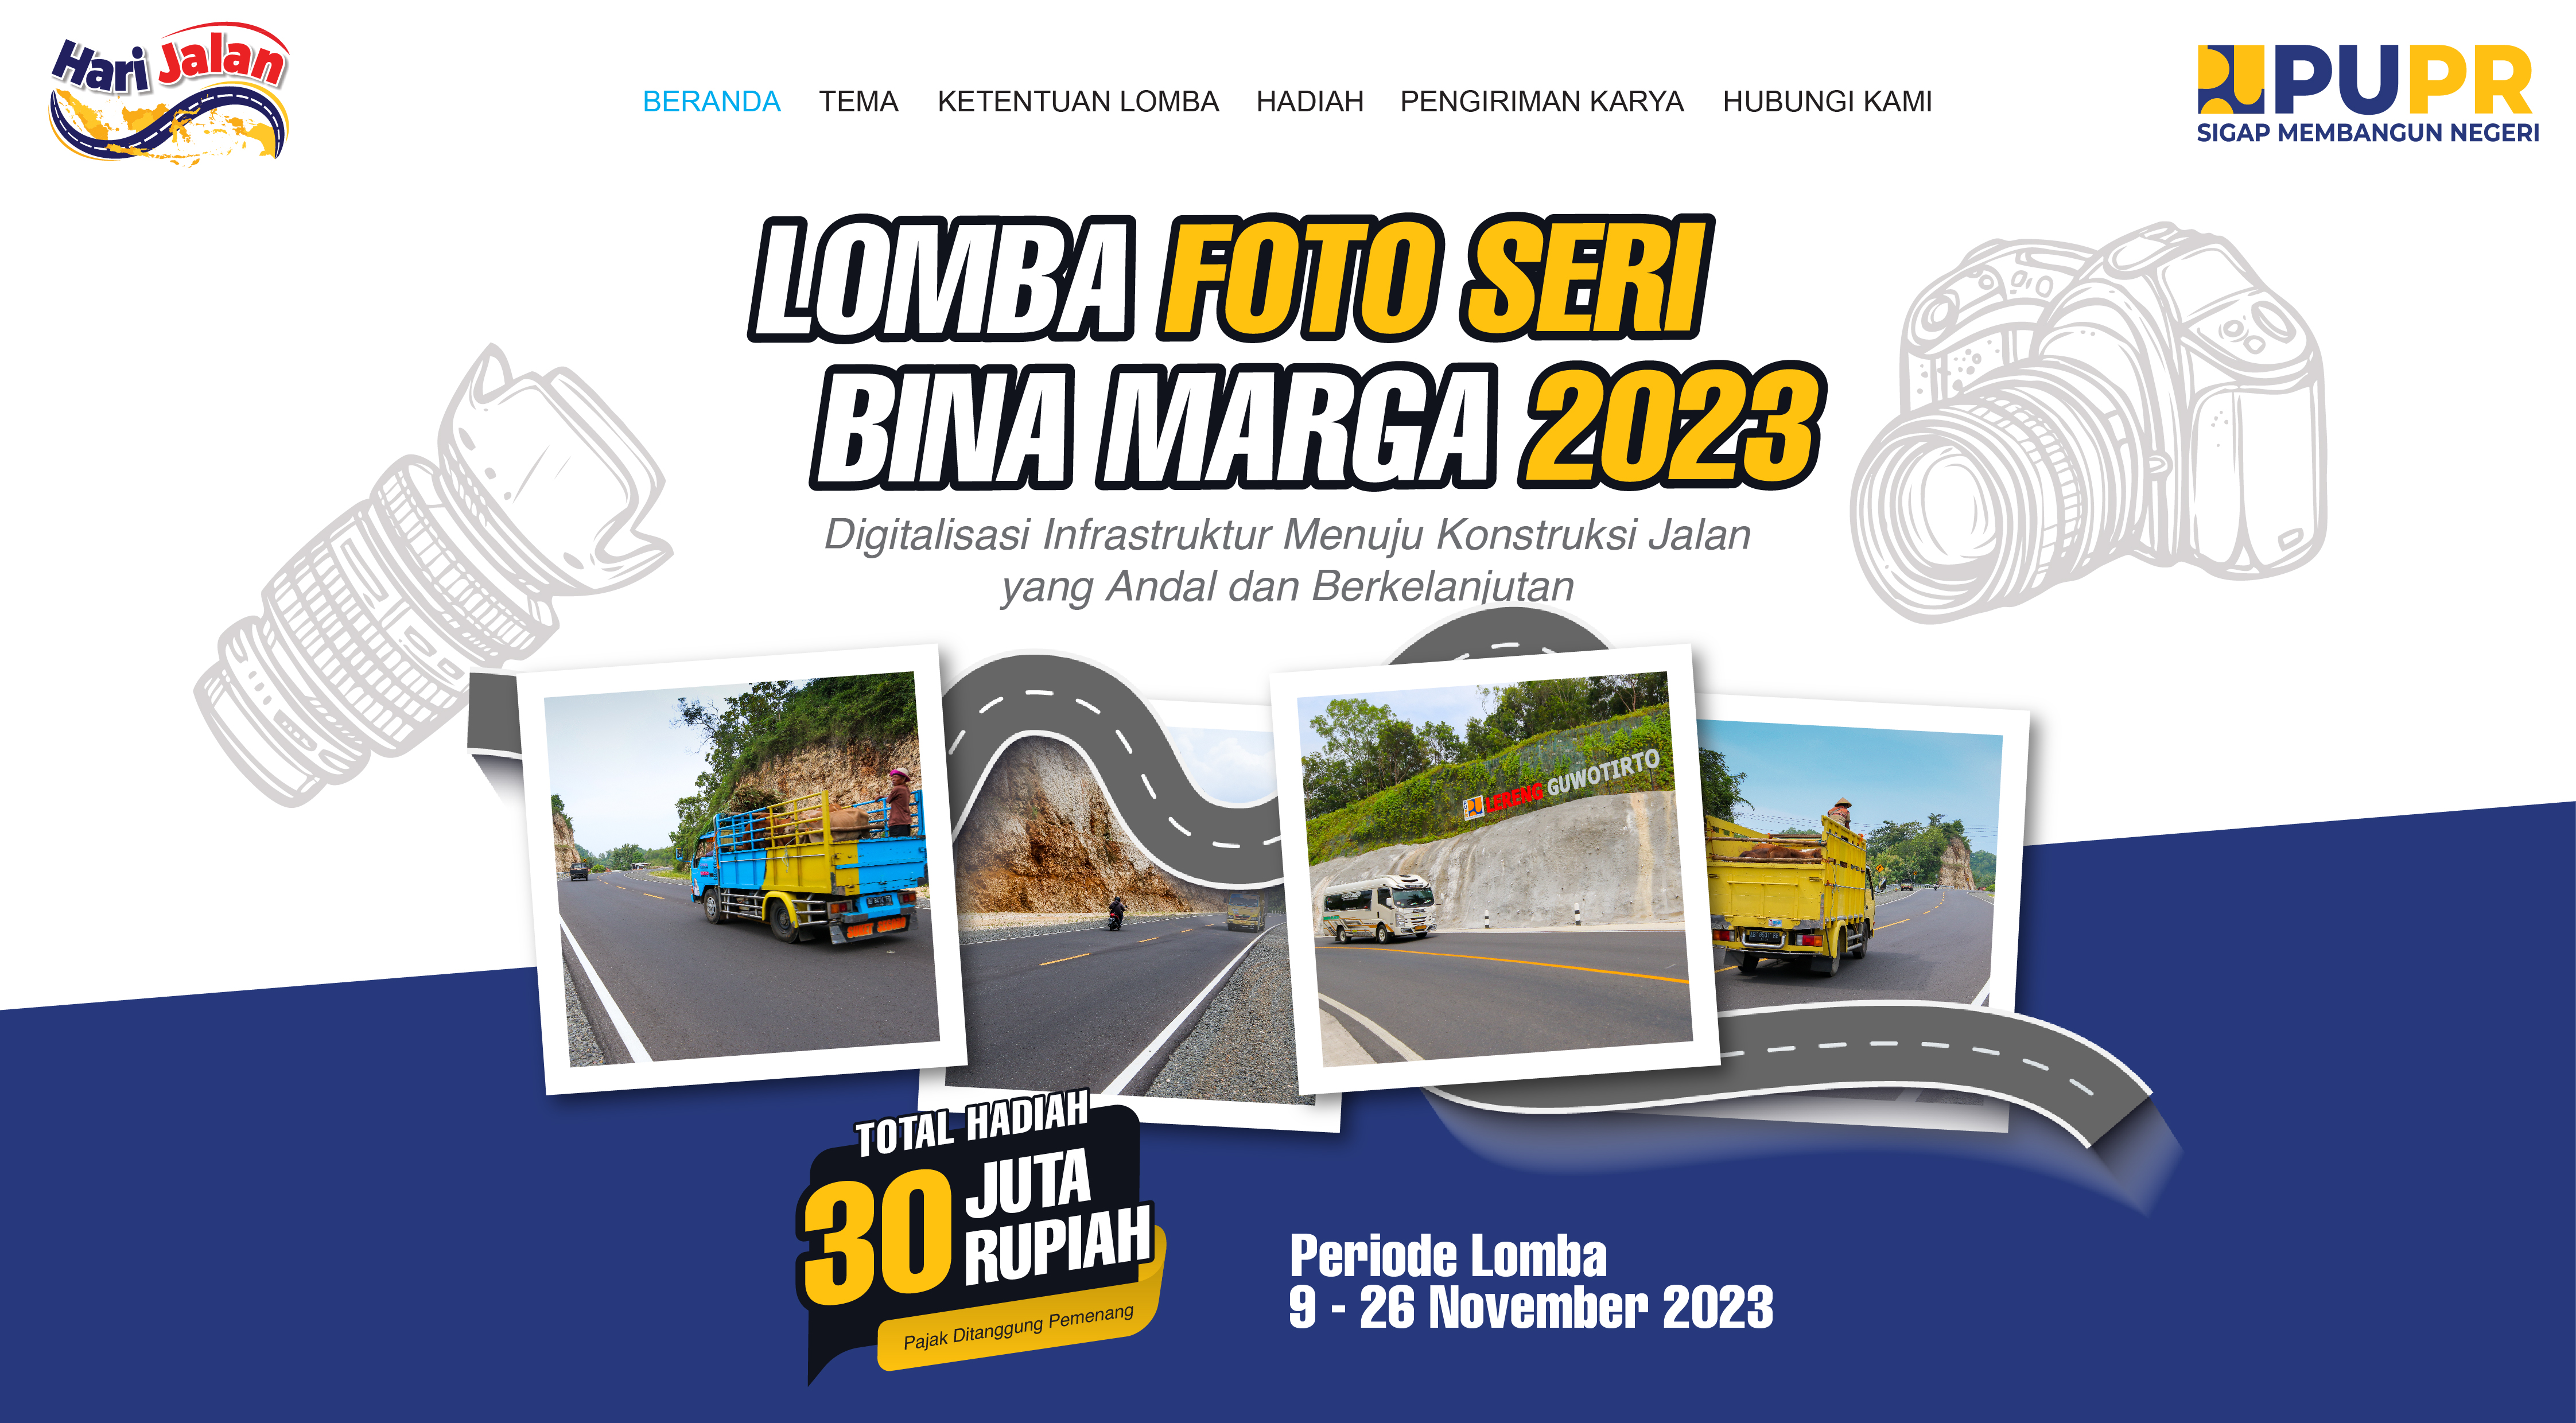 Hari Jalan
BERANDA TEMA KETENTUAN LOMBA HADIAH PENGIRIMAN KARYA HUBUNGI KAMI
PUPR
SIGAP MEMBANGUN NEGERI
LOMBA FOTO SERI
BINA MARGA 2023
Digitalisasi Infrastruktur Menuju Konstruksi Jalan
yang Andal dan Berkelanjutan
LERENG GUWOTIRTO
TOTAL HADIAH
30 JUTA
RUPIAH
Pajak Ditanggung Pemenang
Periode Lomba
9 - 26 November 2023